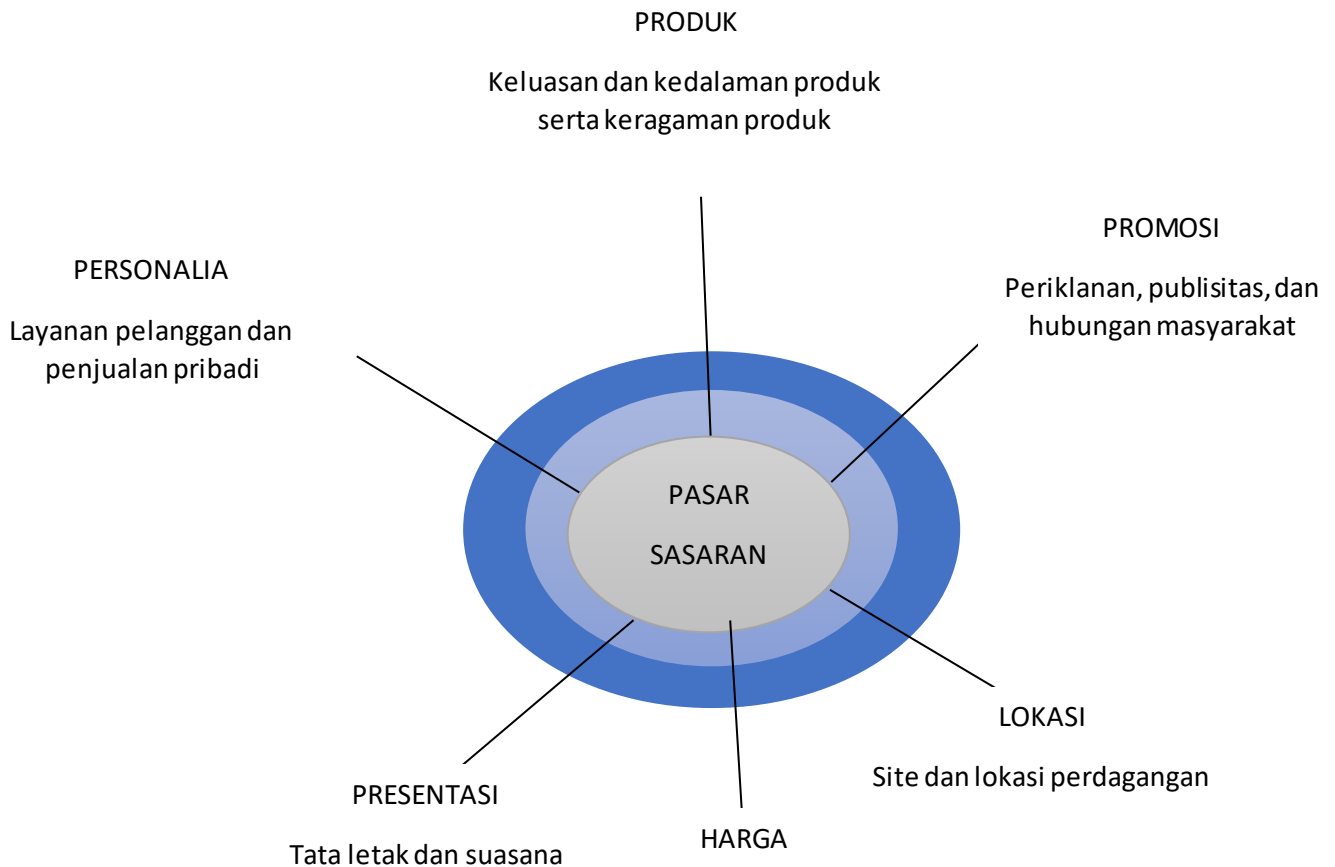 PRODUK
Keluasan dan kedalaman produk
serta keragaman produk
PROMOSI
Periklanan, publisitas, dan
hubungan masyarakat
PERSONALIA
Layanan pelanggan dan
penjualan pribadi
PASAR
SASARAN
LOKASI
Site dan lokasi perdagangan
PRESENTASI
Tata letak dan suasana
HARGA